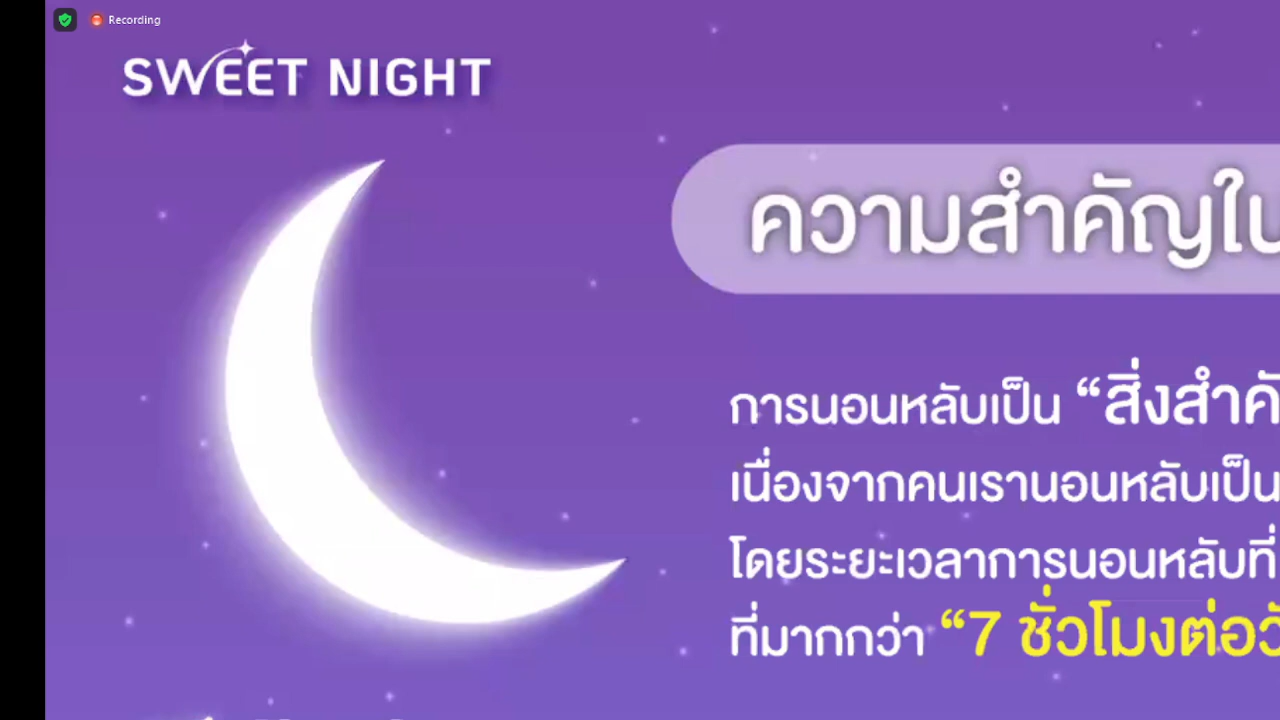 Recording
SWEET NIGHT
ความสำคัญใน
การนอนหลับเป็น “สิ่งสำคั
เนื่องจากคนเรานอนหลับเป็น
โดยระยะเวลาการนอนหลับที่
ที่มากกว่า “7 ชั่วโมงต่อวั